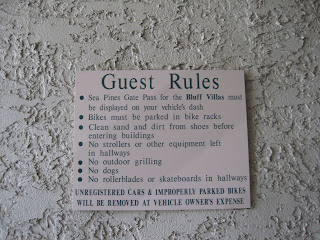 Guest Rules
● Sea Pines Gate Pass for the Bluff Villas must
be displayed on your vehicle's dash
● Bikes must be parked in bike racks
● Clean sand and dirt from shoes before
entering buildings
● No strollers or other equipment left
in hallways
● No outdoor grilling
● No dogs
● No rollerblades or skateboards in hallways
UNREGISTERED CARS & IMPROPERLY PARKED BIKES
WILL BE REMOVED AT VEHICLE OWNER'S EXPENSE